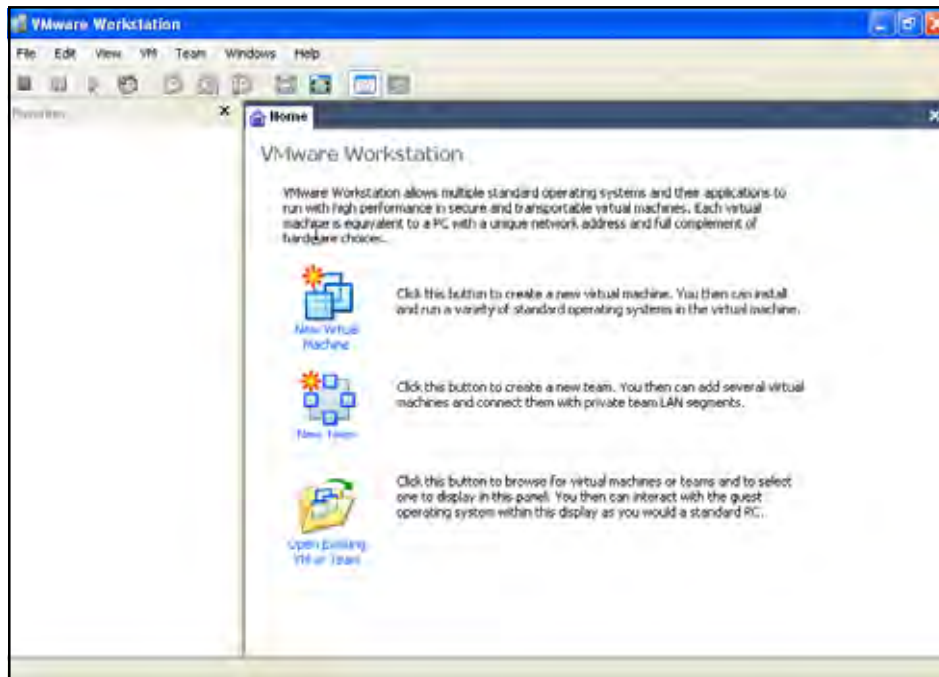 VMware Workstation
File Edit View VM Team Windows Help
Favorites
Home
VMware Workstation
VMware Workstation allows multiple standard operating systems and their applications to
run with high performance in secure and transportable virtual machines. Each virtual
machine is equivalent to a PC with a unique network address and full complement of
hardware choices.
New Virtual
Machine
Click this button to create a new virtual machine. You then can install
and run a variety of standard operating systems in the virtual machine.
New Team
Click this button to create a new team. You then can add several virtual
machines and connect them with private team LAN segments.
Open Existing
VM or Team
Click this button to browse for virtual machines or teams and to select
one to display in this panel. You then can interact with the guest
operating system within this display as you would a standard PC.